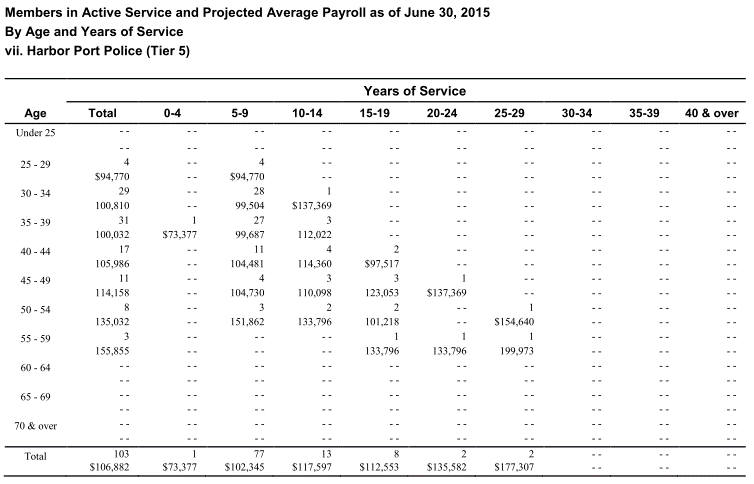 Members in Active Service and Projected Average Payroll as of June 30, 2015
By Age and Years of Service
vii. Harbor Port Police (Tier 5)
Years of Service
Age Total 0-4 5-9 10-14 15-19 20-24 25-29 30-34 35-39 40 & over
Under 25 -- -- -- -- -- -- -- -- -- --
-- -- -- -- -- -- -- -- -- --
25 - 29 4 -- 4 -- -- -- -- -- -- --
$94,770 -- $94,770 -- -- -- -- -- -- --
30 - 34 29 -- 28 1 -- -- -- -- -- --
100,810 -- 99,504 $137,369 -- -- -- -- -- --
35 - 39 31 1 27 3 -- -- -- -- -- --
100,032 $73,377 99,687 112,022 -- -- -- -- -- --
40 - 44 17 -- 11 4 2 -- -- -- -- --
105,986 -- 104,481 114,360 $97,517 -- -- -- -- --
45 - 49 11 -- 4 3 3 1 -- -- -- --
114,158 -- 104,730 110,098 123,053 $137,369 -- -- -- --
50 - 54 8 -- 3 2 2 -- 1 -- -- --
135,032 -- 151,862 133,796 101,218 -- $154,640 -- -- --
55 - 59 3 -- -- -- 1 1 1 -- -- --
155,855 -- -- -- 133,796 133,796 199,973 -- -- --
60 - 64 -- -- -- -- -- -- -- -- -- --
-- -- -- -- -- -- -- -- -- --
65 - 69 -- -- -- -- -- -- -- -- -- --
-- -- -- -- -- -- -- -- -- --
70 & over -- -- -- -- -- -- -- -- -- --
-- -- -- -- -- -- -- -- -- --
Total 103 1 77 13 8 2 2 -- -- --
$106,882 $73,377 $102,345 $117,597 $112,553 $135,582 $177,307 -- -- --